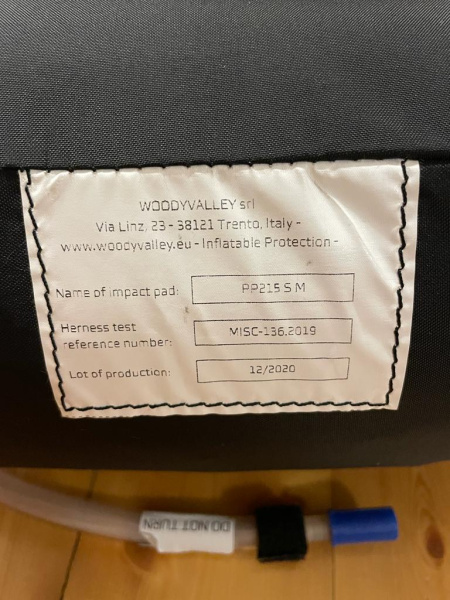 WOODYVALLEY srl
Via Linz, 23 - 38121 Trento, Italy -
www.woodyvalley.eu - Inflatable Protection -
Name of impact pad: PP215 S M
Herness test
reference number: MISC-136.2019
Lot of production: 12/2020
DO NOT TURN